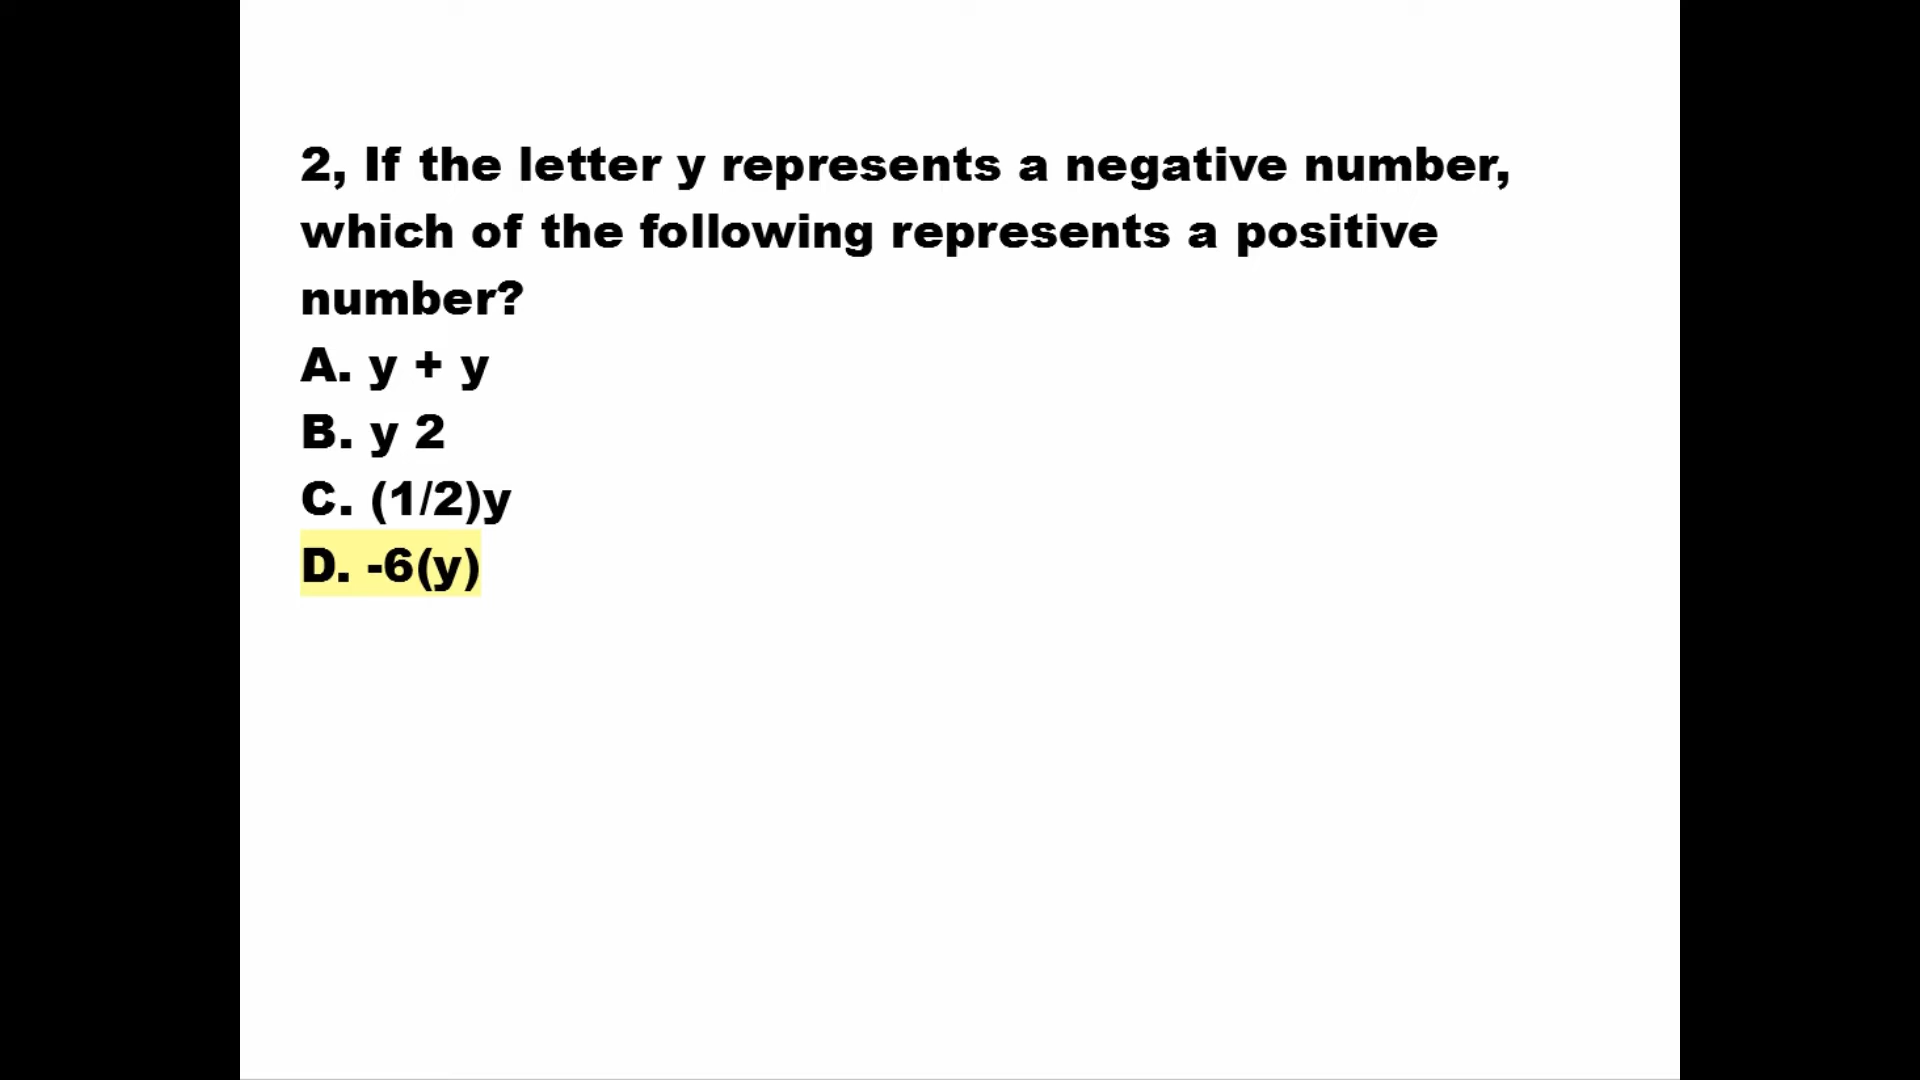 2, If the letter y represents a negative number,
which of the following represents a positive
number?
A. y + y
B. y 2
C. (1/2)y
D. -6(y)